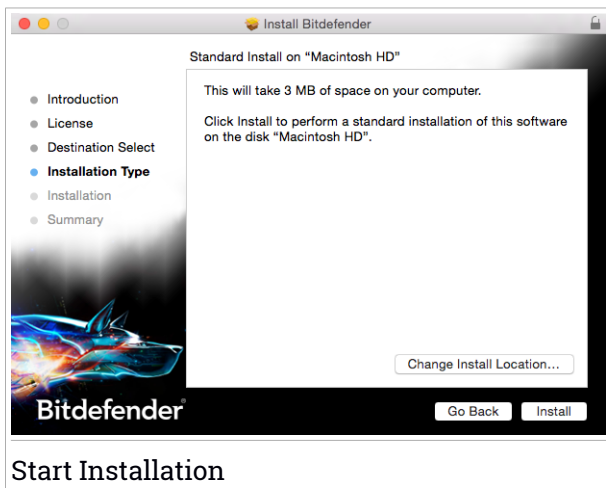 Install Bitdefender
Standard Install on “Macintosh HD”
Introduction
License
Destination Select
Installation Type
Installation
Summary
This will take 3 MB of space on your computer.
Click Install to perform a standard installation of this software
on the disk “Macintosh HD”.
Change Install Location...
Bitdefender
Go Back
Install
Start Installation